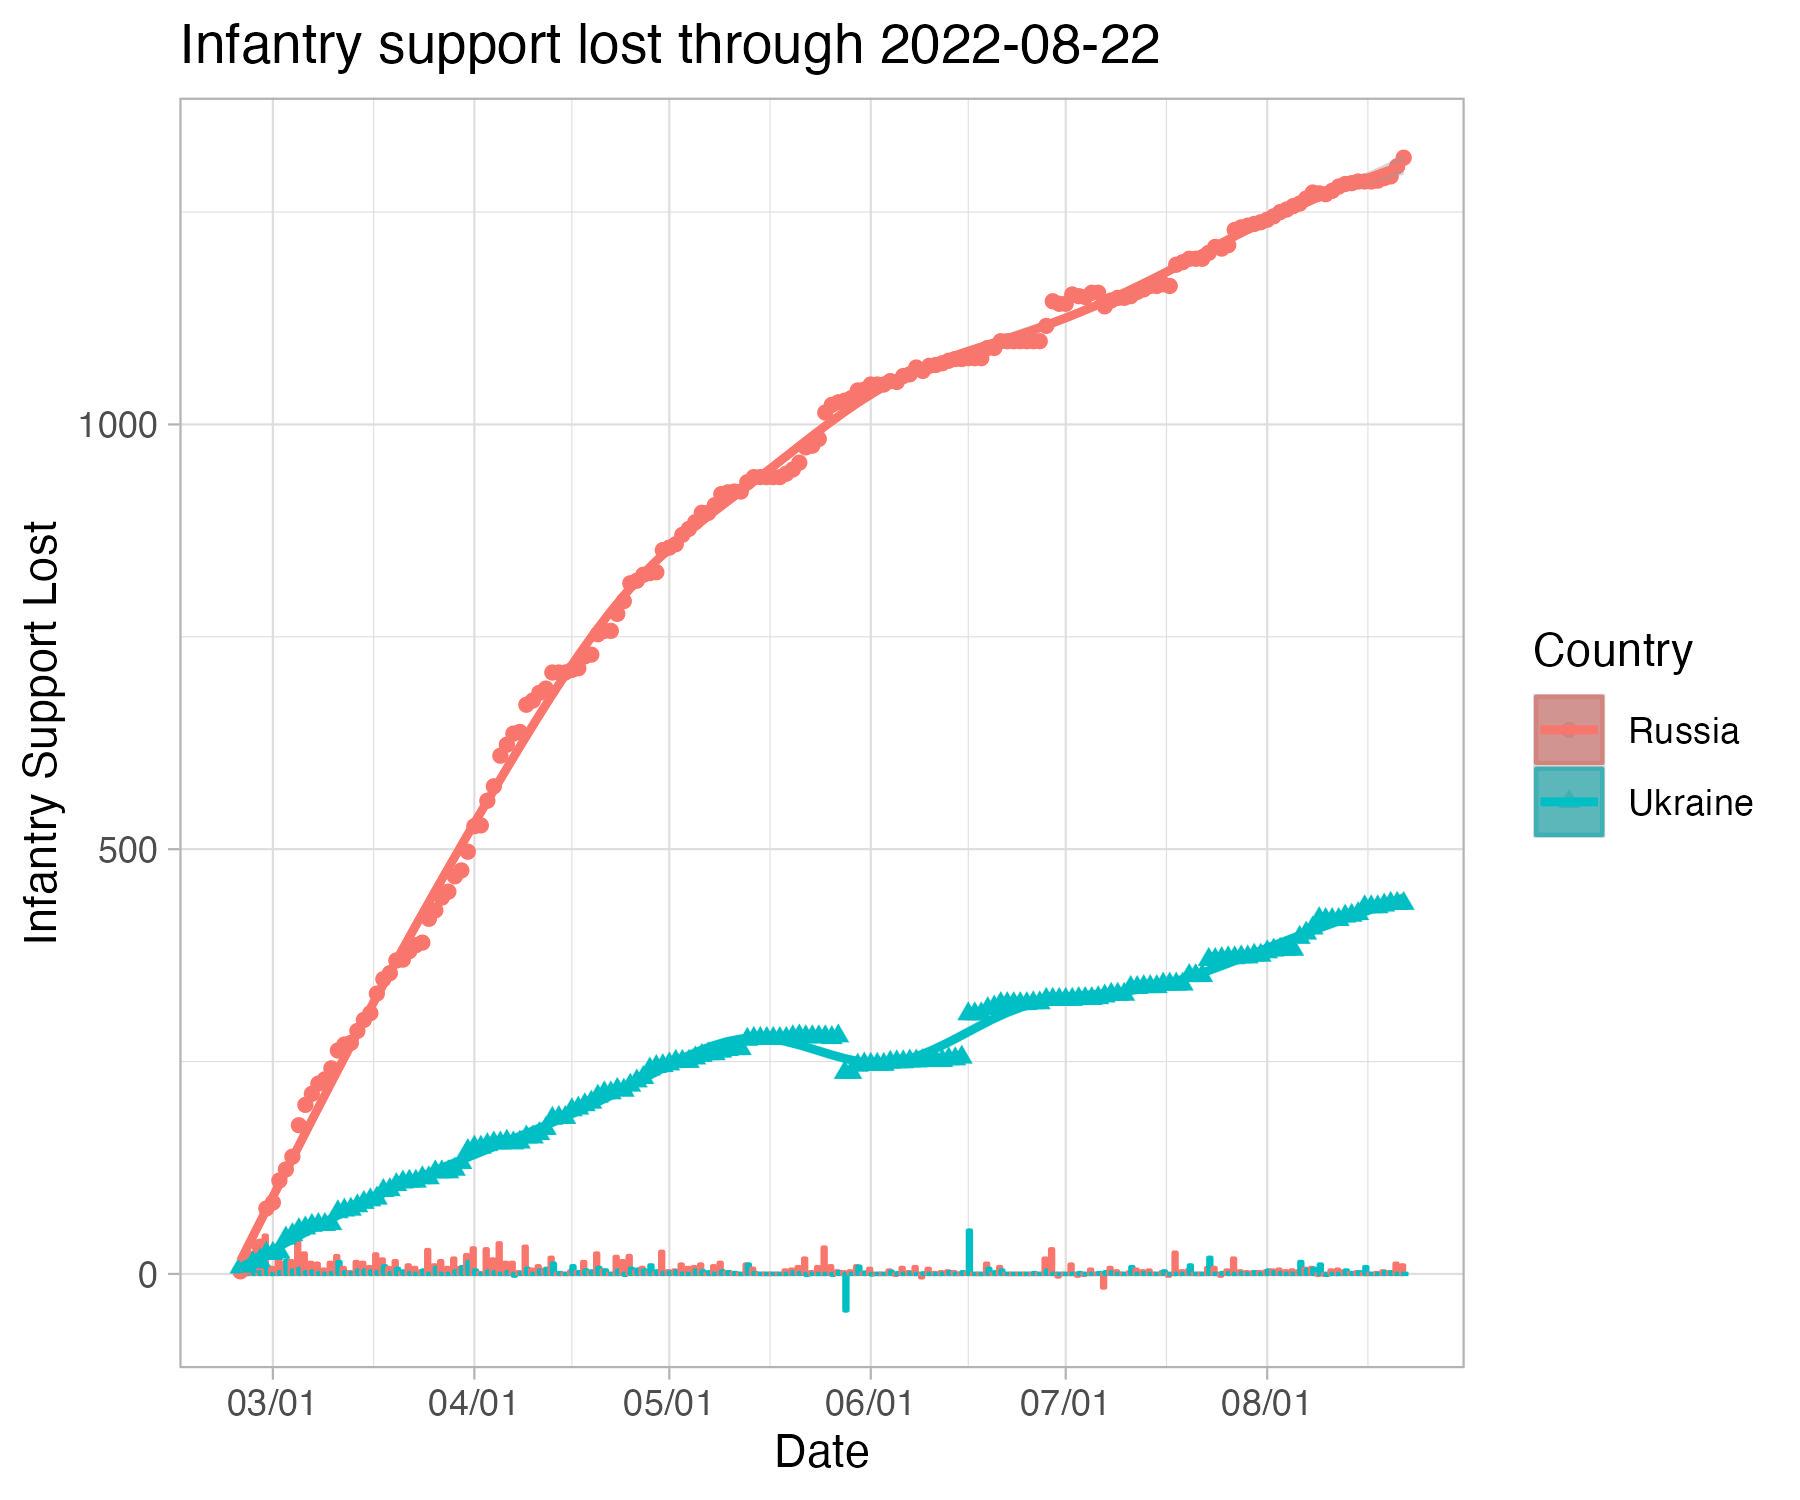 Infantry support lost through 2022-08-22
Infantry Support Lost
1000
500
0
03/01
04/01
05/01
06/01
07/01
08/01
Date
Country
Russia
Ukraine